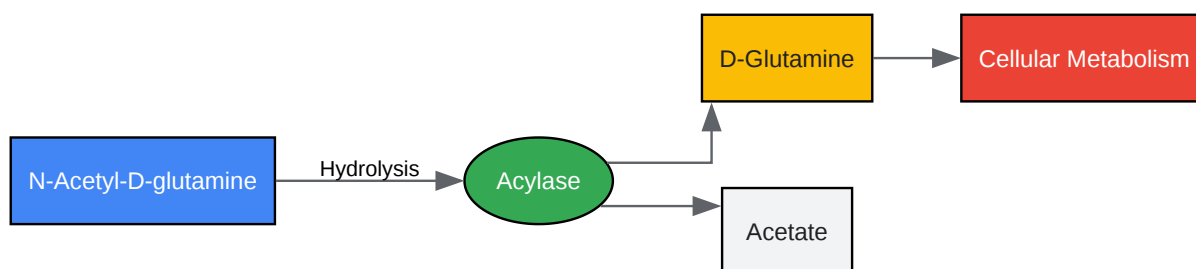 N-Acetyl-D-glutamine
Hydrolysis
Acylase
D-Glutamine
Cellular Metabolism
Acetate